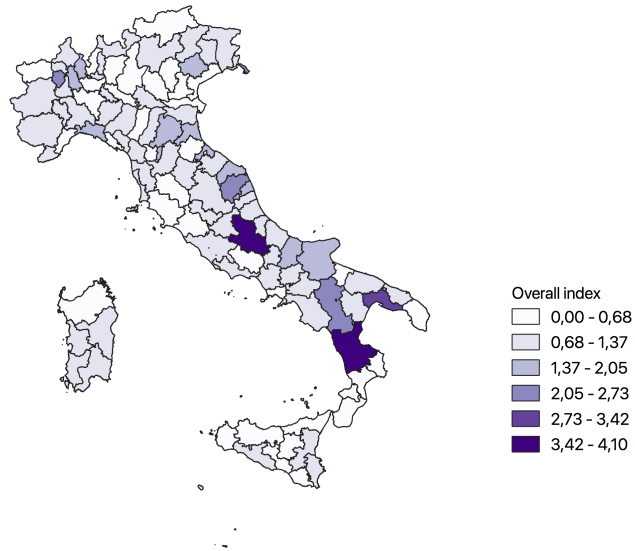 Overall index
0,00 - 0,68
0,68 - 1,37
1,37 - 2,05
2,05 - 2,73
2,73 - 3,42
3,42 - 4,10